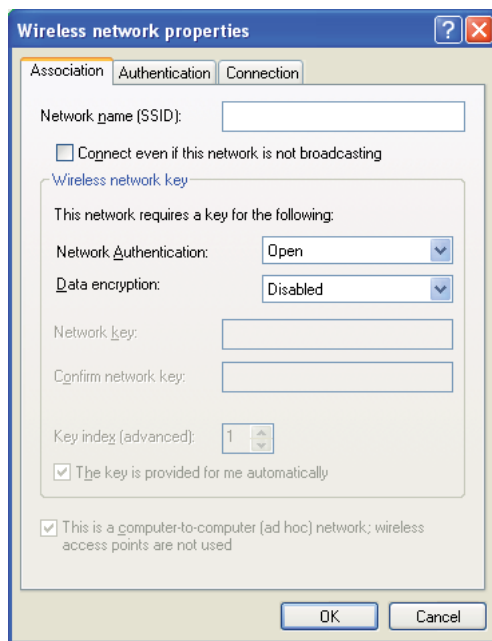 Wireless network properties
Association Authentication Connection
Network name (SSID):
Connect even if this network is not broadcasting
Wireless network key
This network requires a key for the following:
Network Authentication: Open
Data encryption: Disabled
Network key:
Confirm network key:
Key index (advanced): 1
The key is provided for me automatically
This is a computer-to-computer (ad hoc) network; wireless
access points are not used
OK Cancel